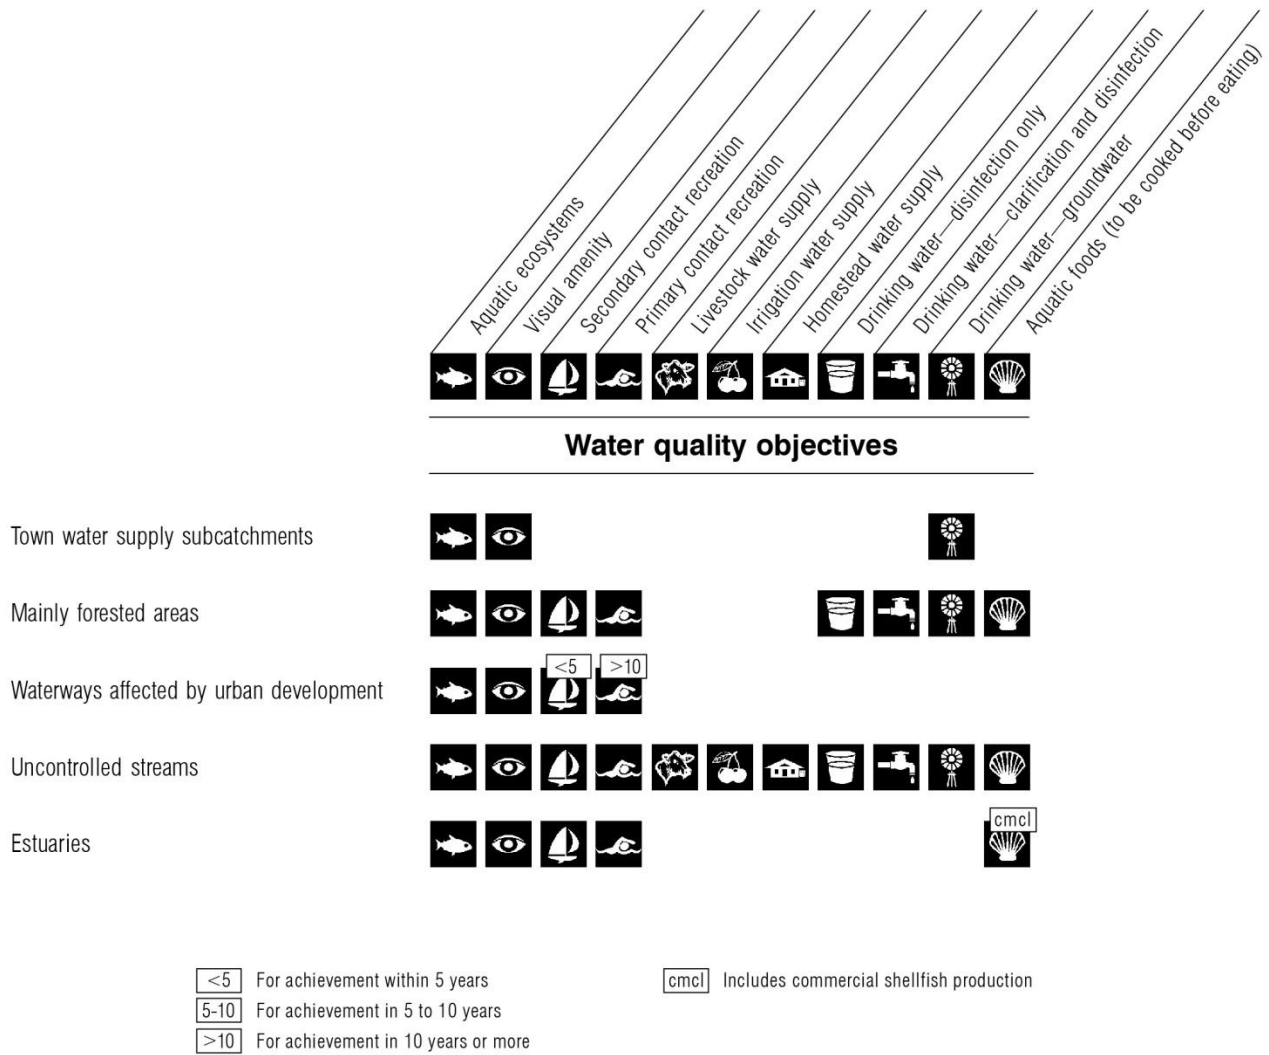 Aquatic ecosystems
Visual amenity
Secondary contact recreation
Primary contact recreation
Livestock water supply
Irrigation water supply
Homestead water supply
Drinking water—disinfection only
Drinking water—clarification and disinfection
Drinking water—groundwater
Aquatic foods (to be cooked before eating)
Water quality objectives
Town water supply subcatchments
Mainly forested areas
<5 >10
Waterways affected by urban development
Uncontrolled streams
cmcl
Estuaries
<5 For achievement within 5 years
5-10 For achievement in 5 to 10 years
>10 For achievement in 10 years or more
cmcl Includes commercial shellfish production